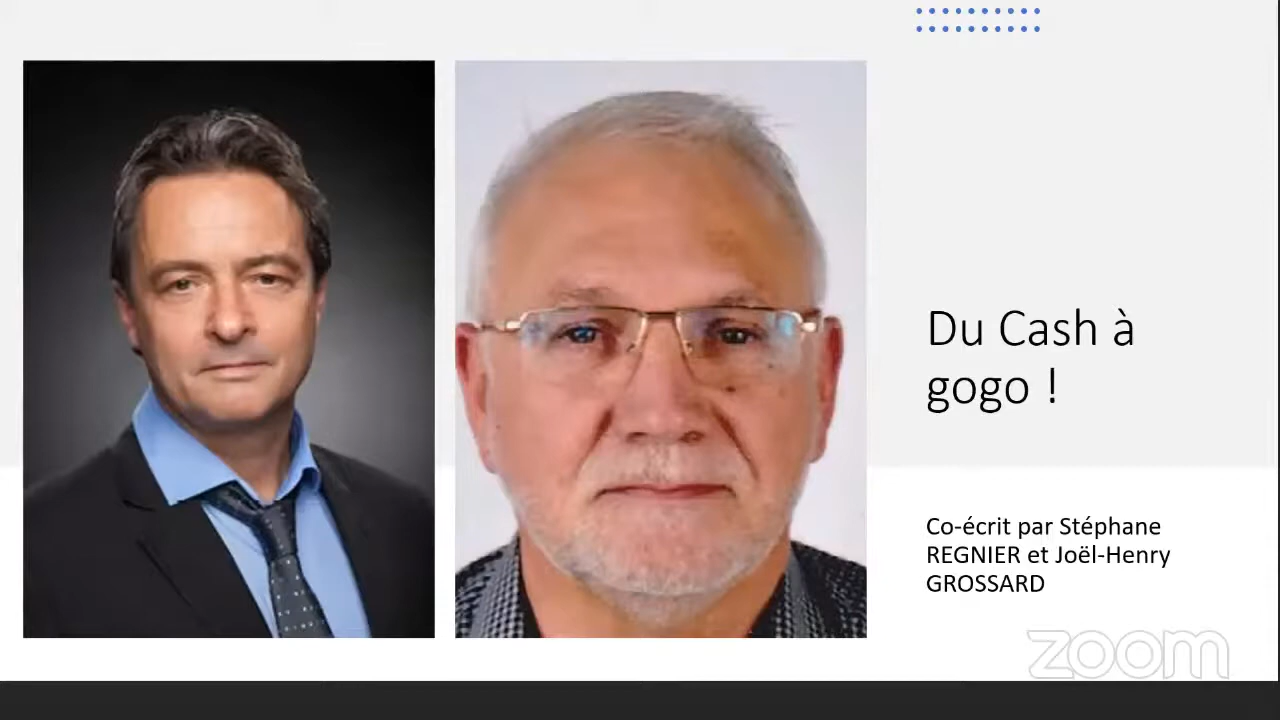 Du Cash à
gogo !
Co-écrit par Stéphane
REGNIER et Joël-Henry
GROSSARD
zoom